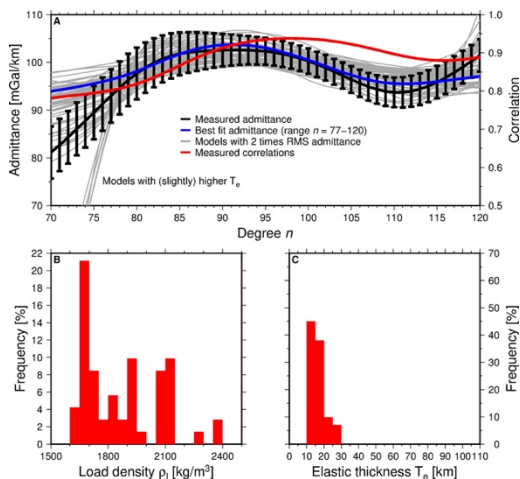 A
110
100
90
80
70
Admittance [mGal/km]
1.0
0.9
0.8
0.7
0.6
0.5
Correlation
Measured admittance
Best fit admittance (range n = 77–120)
Models with 2 times RMS admittance
Measured correlations
Models with (slightly) higher Te
70 75 80 85 90 95 100 105 110 115 120
Degree n
B
22
20
18
16
14
12
10
8
6
4
2
0
Frequency [%]
1500 1800 2100 2400
Load density ρl [kg/m³]
C
70
60
50
40
30
20
10
0
Frequency [%]
0 10 20 30 40 50 60 70 80 90 100 110
Elastic thickness Te [km]